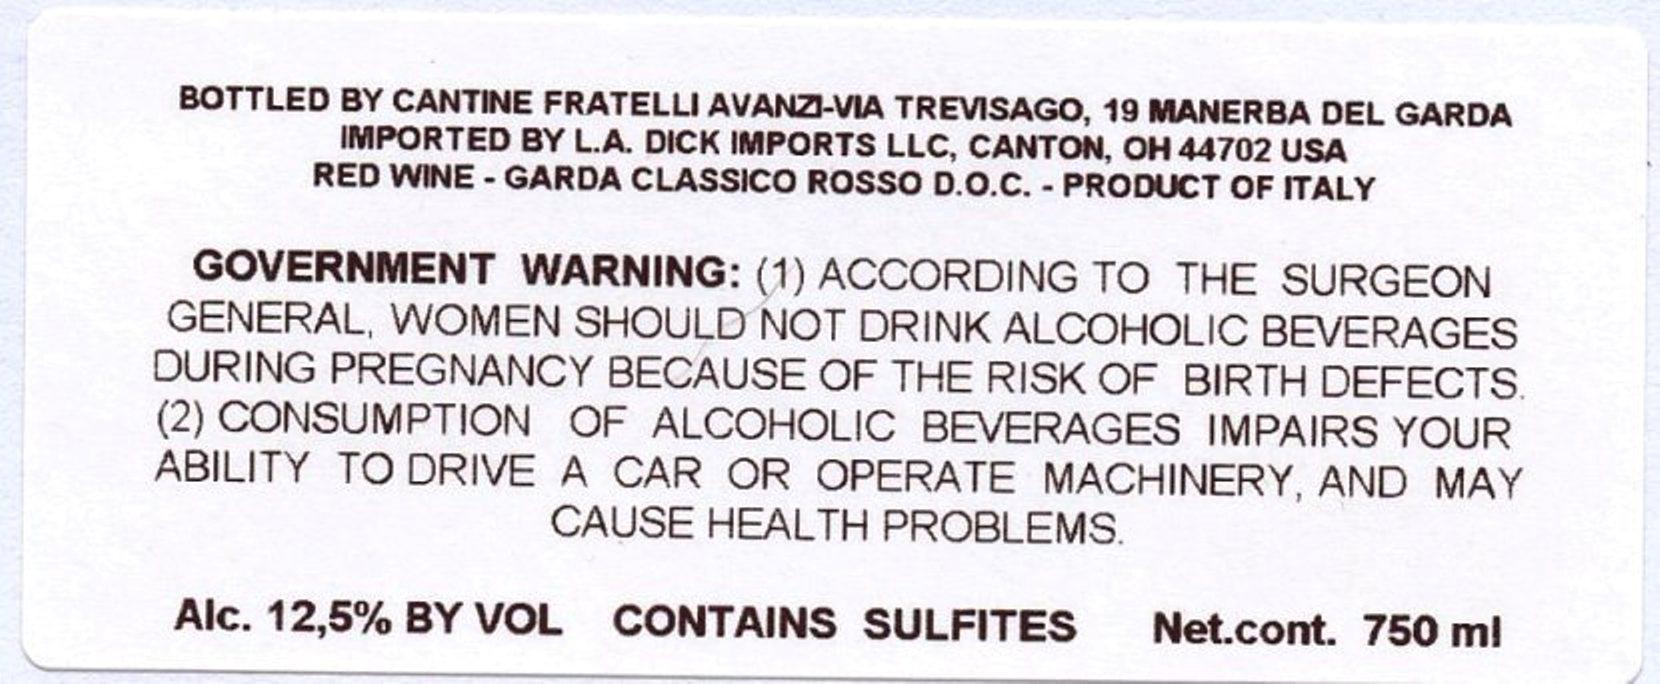 BOTTLED BY CANTINE FRATELLI AVANZI-VIA TREVISAGO, 19 MANERBA DEL GARDA
IMPORTED BY L.A. DICK IMPORTS LLC, CANTON, OH 44702 USA
RED WINE - GARDA CLASSICO ROSSO D.O.C. - PRODUCT OF ITALY
GOVERNMENT WARNING: (1) ACCORDING TO THE SURGEON
GENERAL, WOMEN SHOULD NOT DRINK ALCOHOLIC BEVERAGES
DURING PREGNANCY BECAUSE OF THE RISK OF BIRTH DEFECTS.
(2) CONSUMPTION OF ALCOHOLIC BEVERAGES IMPAIRS YOUR
ABILITY TO DRIVE A CAR OR OPERATE MACHINERY, AND MAY
CAUSE HEALTH PROBLEMS.
Alc. 12,5% BY VOL CONTAINS SULFITES Net.cont. 750 ml